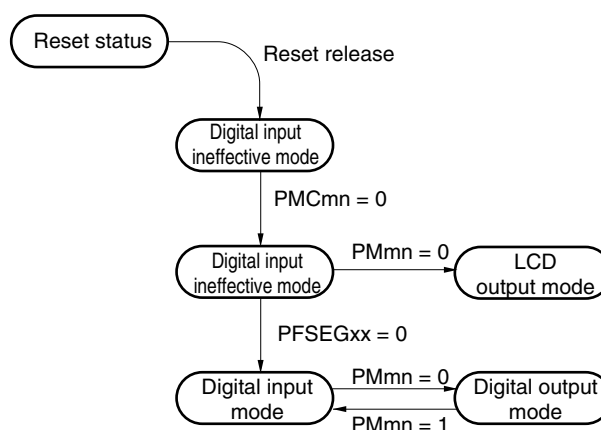 Reset status
Reset release
Digital input
ineffective mode
PMCmn = 0
Digital input
ineffective mode
PMmn = 0
LCD
output mode
PFSEGxx = 0
Digital input
mode
PMmn = 0
PMmn = 1
Digital output
mode